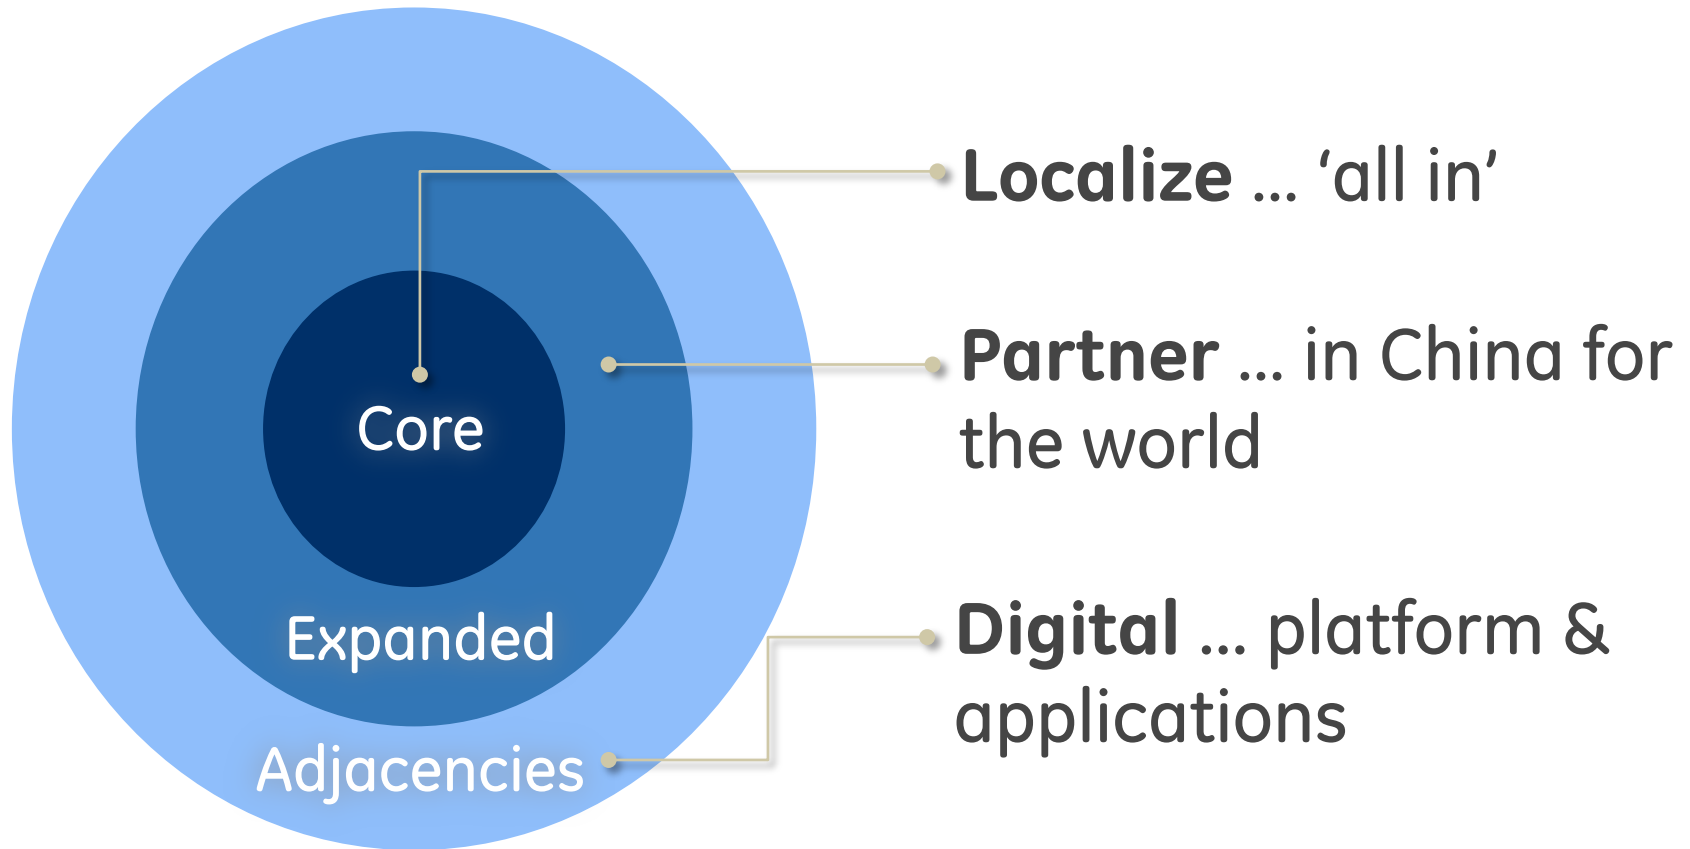 Localize ... ‘all in’
Partner ... in China for
the world
Core
Expanded
Digital ... platform &
applications
Adjacencies